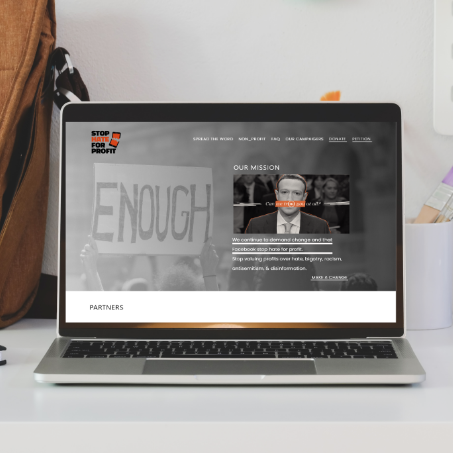 STOP
HATE
FOR
PROFIT
SPREAD THE WORD NON_PROFIT FAQ OUR CAMPAIGNS DONATE PETITION
OUR MISSION
ENOUGH
We continue to demand change and that
Facebook stop hate for profit.
Stop valuing profits over hate, bigotry, racism,
antisemitism & disinformation.
MAKE A CHANGE
PARTNERS